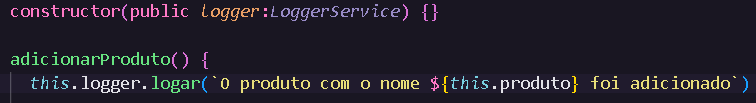 constructor(public logger:LoggerService) {}
adicionarProduto() {
this.logger.logar(`O produto com o nome ${this.produto} foi adicionado`)